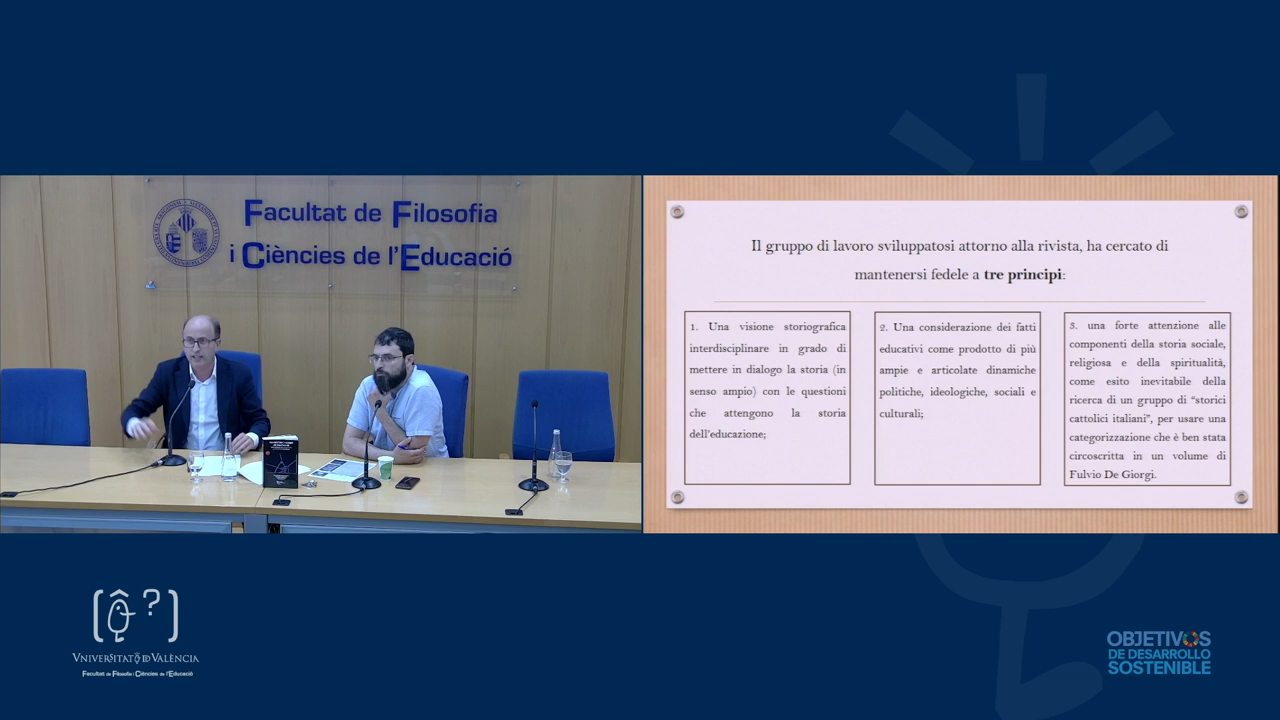 Facultat de Filosofia
i Ciències de l'Educació
Il gruppo di lavoro sviluppatosi attorno alla rivista, ha cercato di
mantenersi fedele a tre principi:
1. Una visione storiografica
interdisciplinare in grado di
mettere in dialogo la storia (in
senso ampio) con le questioni
che attengono la storia
dell'educazione;
2. Una considerazione dei fatti
educativi come prodotto di più
ampie e articolate dinamiche
politiche, ideologiche, sociali e
culturali;
3. una forte attenzione alle
componenti della storia sociale,
religiosa e della spiritualità,
come esito inevitabile della
ricerca di un gruppo di “storici
cattolici italiani”, per usare una
categorizzazione che è ben stata
circoscritta in un volume di
Fulvio De Giorgi.
VNIVERSITAT D VALÈNCIA
Facultat de Filosofia i Ciències de l'Educació
OBJETIVOS
DE DESARROLLO
SOSTENIBLE